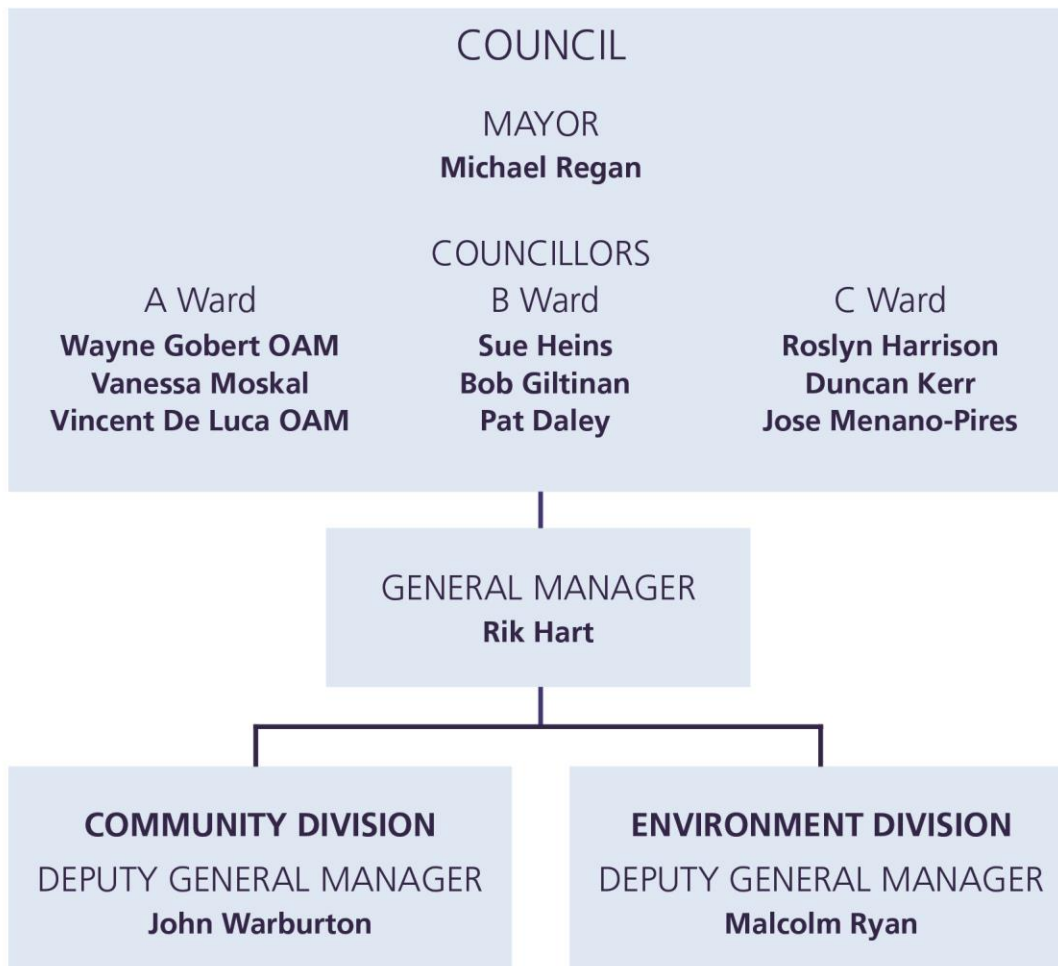 COUNCIL
MAYOR
Michael Regan
COUNCILLORS
A Ward
Wayne Gobert OAM
Vanessa Moskal
Vincent De Luca OAM
B Ward
Sue Heins
Bob Giltinan
Pat Daley
C Ward
Roslyn Harrison
Duncan Kerr
Jose Menano-Pires
GENERAL MANAGER
Rik Hart
COMMUNITY DIVISION
DEPUTY GENERAL MANAGER
John Warburton
ENVIRONMENT DIVISION
DEPUTY GENERAL MANAGER
Malcolm Ryan